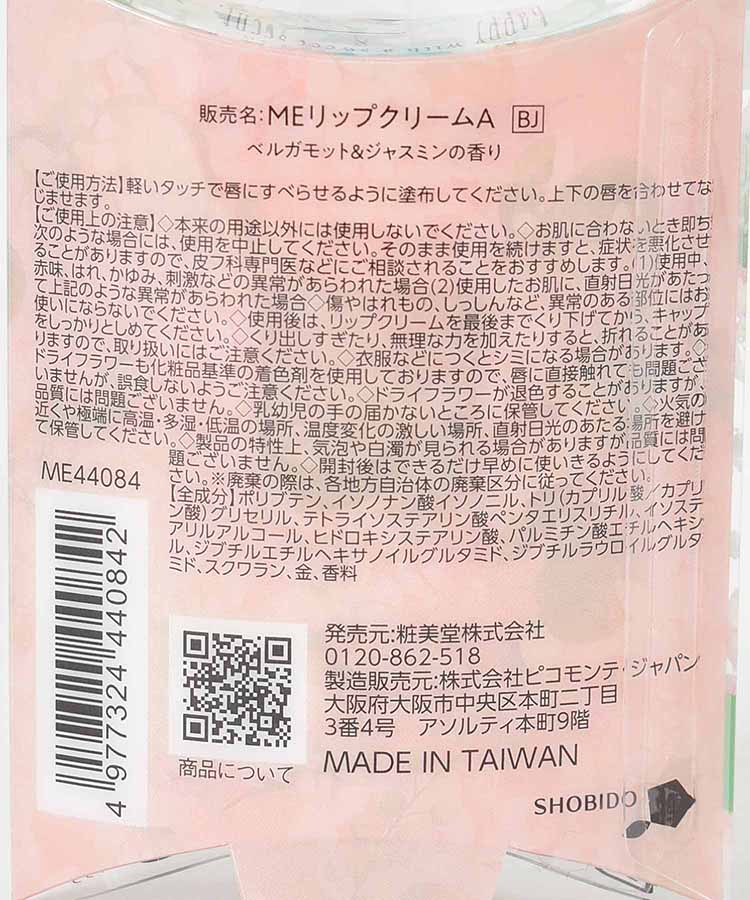 happy
販売名:MEリップクリームA BJ
ベルガモット&ジャスミンの香り
【ご使用方法】軽いタッチで唇にすべらせるように塗布してください。上下の唇を合わせてな
じませます。
【ご使用上の注意】◇本来の用途以外には使用しないでください。◇お肌に合わないとき即ち
次のような場合には、使用を中止してください。そのまま使用を続けますと、症状を悪化させ
ることがありますので、皮フ科専門医などにご相談されることをおすすめします。(1)使用中、
赤味、はれ、かゆみ、刺激などの異常があらわれた場合(2)使用したお肌に、直射日光があたっ
て上記のような異常があらわれた場合◇傷やはれもの、しっしんなど、異常のある部位にはお
使いにならないでください。◇使用後は、リップクリームを最後までくり下げてから、キャップ
をしっかりとしめてください。◇くり出しすぎたり、無理な力を加えたりすると、折れることがあ
りますので、取り扱いにはご注意ください。◇衣服などにつくとシミになる場合があります。◇
ドライフラワーも化粧品基準の着色剤を使用しておりますので、唇に直接触れても問題ござ
いませんが、誤食しないようご注意ください。◇ドライフラワーが退色することがありますが、
品質には問題ございません。◇乳幼児の手の届かないところに保管してください。◇火気の
近くや極端に高温・多湿・低温の場所、温度変化の激しい場所、直射日光のあたる場所を避け
て保管してください。◇製品の特性上、気泡や白濁が見られる場合がありますが品質には問
題ございません。◇開封後はできるだけ早めに使いきるようにしてくだ
さい。※廃棄の際は、各地方自治体の廃棄区分に従ってください。
【全成分】ポリブテン、イソノナン酸イソノニル、トリ(カプリル酸/カプリ
ン酸)グリセリル、テトライソステアリン酸ペンタエリスリチル、イソステ
アリルアルコール、ヒドロキシステアリン酸、パルミチン酸エチルヘキシ
ル、ジブチルエチルヘキサノイルグルタミド、ジブチルラウロイルグルタ
ミド、スクワラン、金、香料
ME44084
4 977324 440842
商品について
発売元:粧美堂株式会社
0120-862-518
製造販売元:株式会社ピコモンテ・ジャパン
大阪府大阪市中央区本町二丁目
3番4号 アソルティ本町9階
MADE IN TAIWAN
SHOBIDO